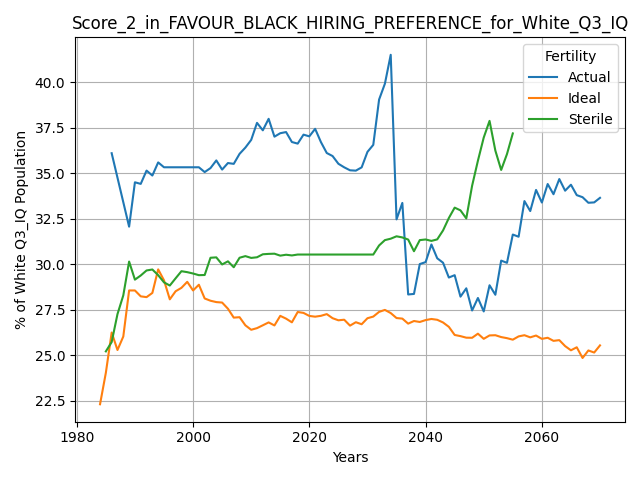 Score_2_in_FAVOUR_BLACK_HIRING_PREFERENCE_for_White_Q3_IQ
Fertility
Actual
Ideal
Sterile
% of White Q3_IQ Population
40.0
37.5
35.0
32.5
30.0
27.5
25.0
22.5
1980
2000
2020
2040
2060
Years